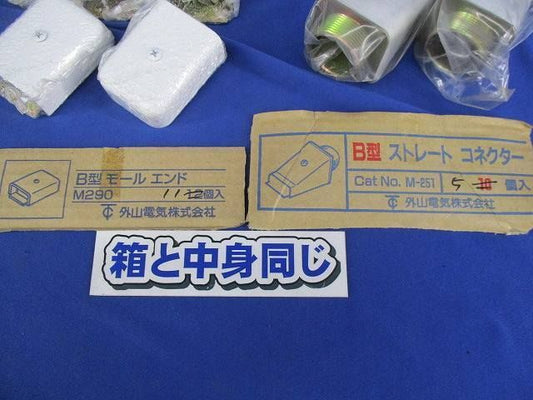 B型 モール エンド
M290 11 12個入
外山電気株式会社
B型 ストレート コネクター
Cat No. M-251 5 10 個入
外山電気株式会社
箱と中身同じ